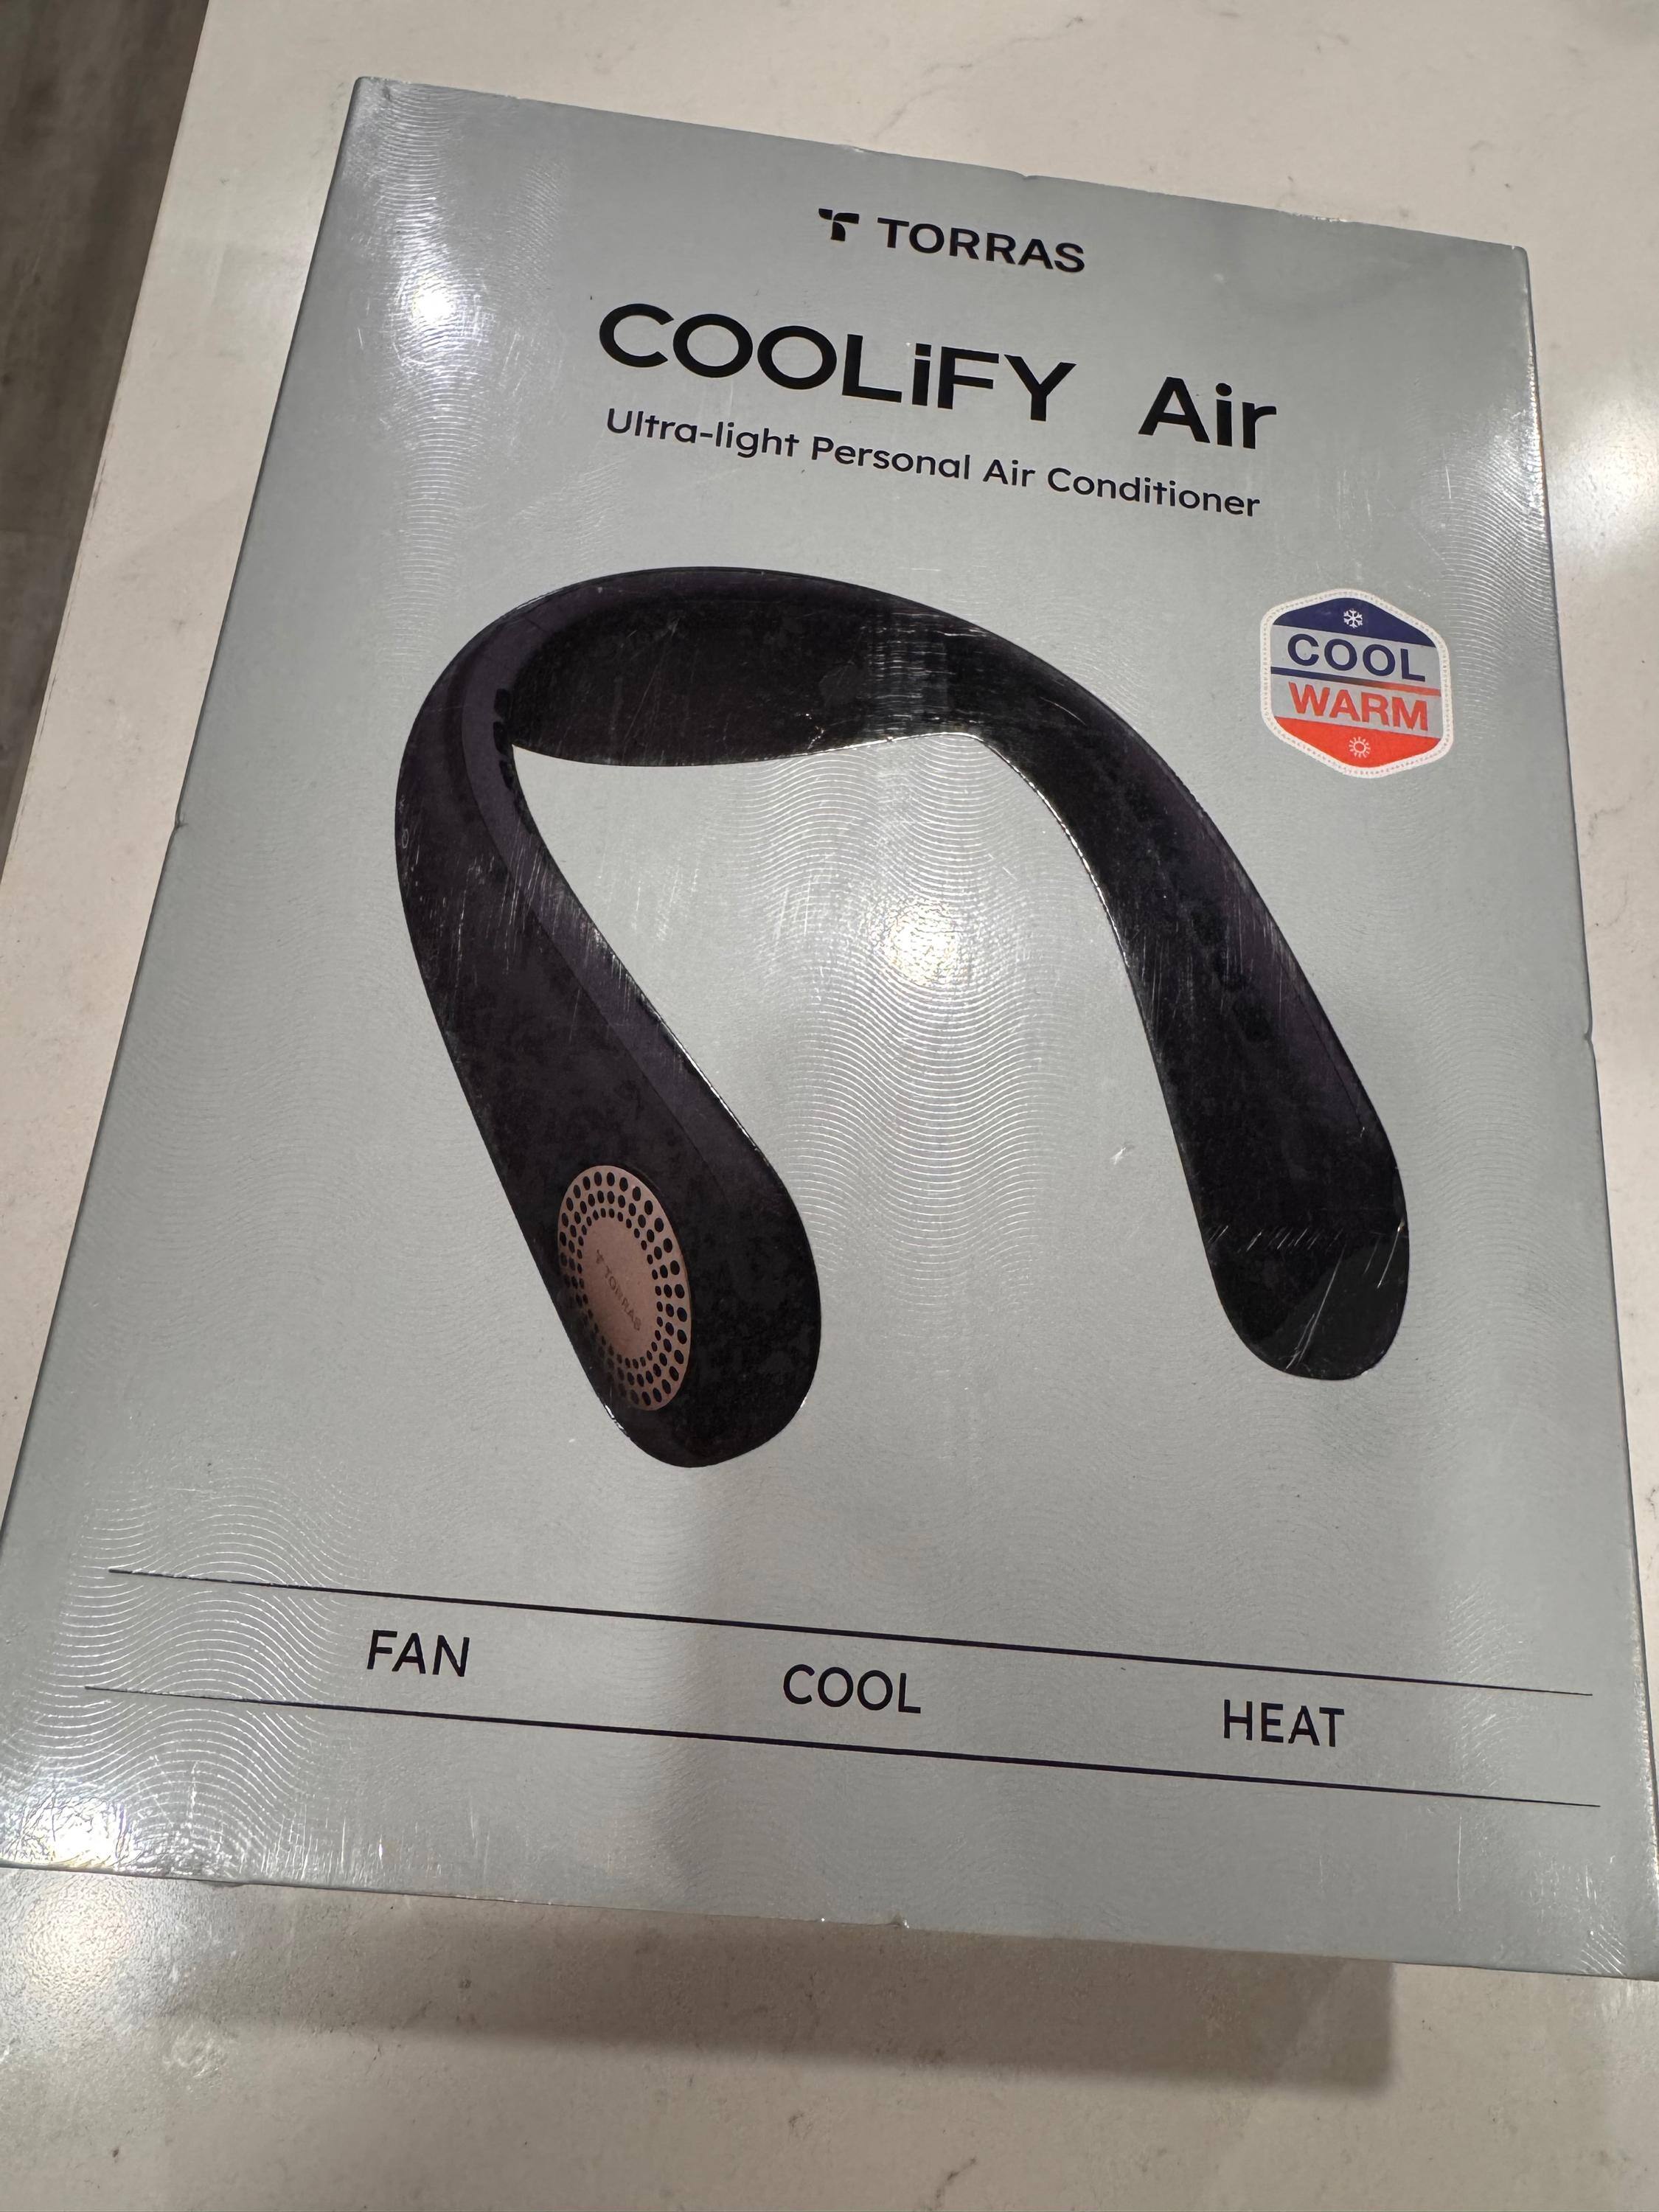 TORRAS
COOLiFY Air
Ultra-light Personal Air Conditioner
COOL
WARM
TORRAS
FAN COOL HEAT